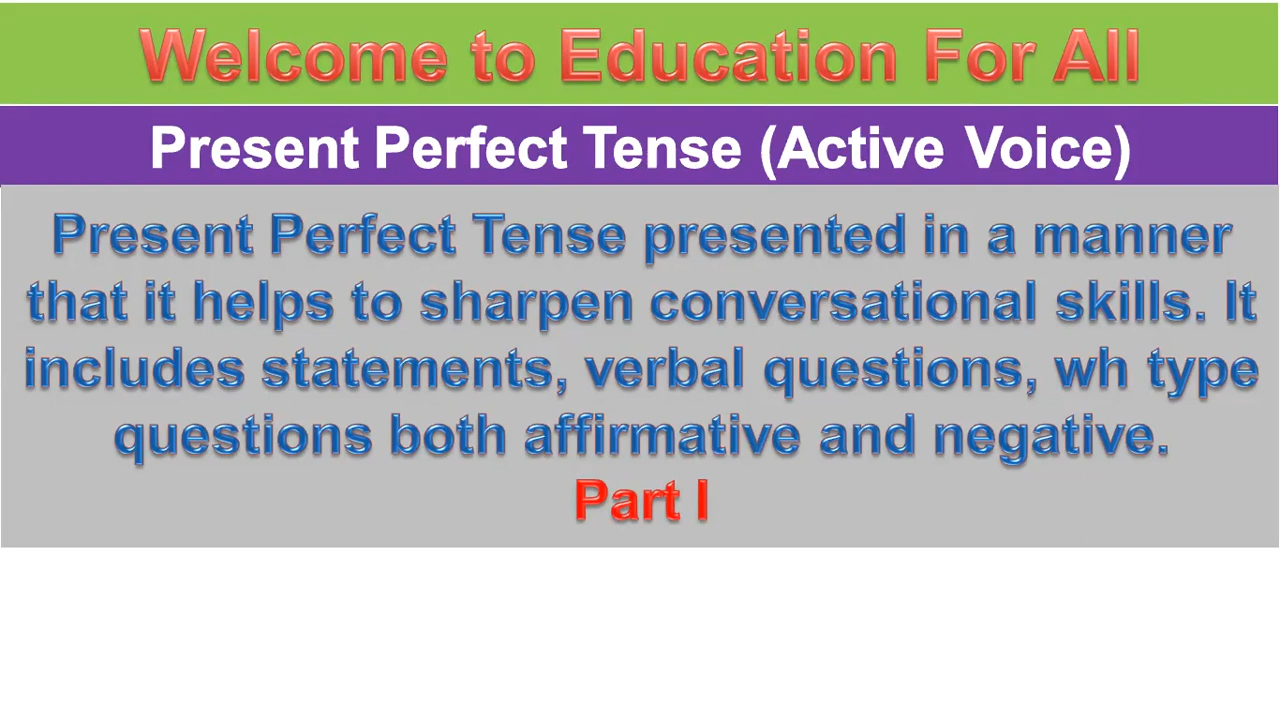 Welcome to Education For All
Present Perfect Tense (Active Voice)
Present Perfect Tense presented in a manner
that it helps to sharpen conversational skills. It
includes statements, verbal questions, wh type
questions both affirmative and negative.
Part I